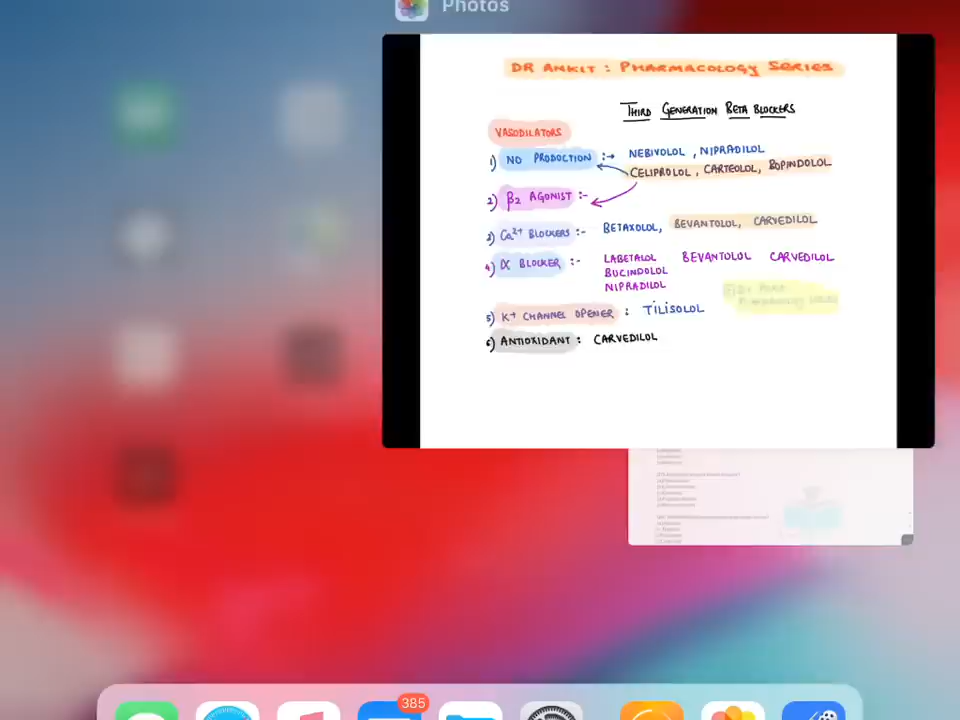 Photos
DR ANKIT : PHARMACOLOGY SERIES
THIRD GENERATION BETA BLOCKERS
VASODILATORS
1) NO PRODUCTION :→ NEBIVOLOL , NIPRADILOL
CELIPROLOL , CARTEOLOL, BOPINDOLOL
2) β2 AGONIST :-
3) Ca2+ BLOCKERS :- BETAXOLOL, BEVANTOLOL, CARVEDILOL
4) α BLOCKER :- LABETALOL BEVANTOLOL CARVEDILOL
BUCINDOLOL
NIPRADILOL
5) K+ CHANNEL OPENER : TILISOLOL
6) ANTIOXIDANT : CARVEDILOL
385